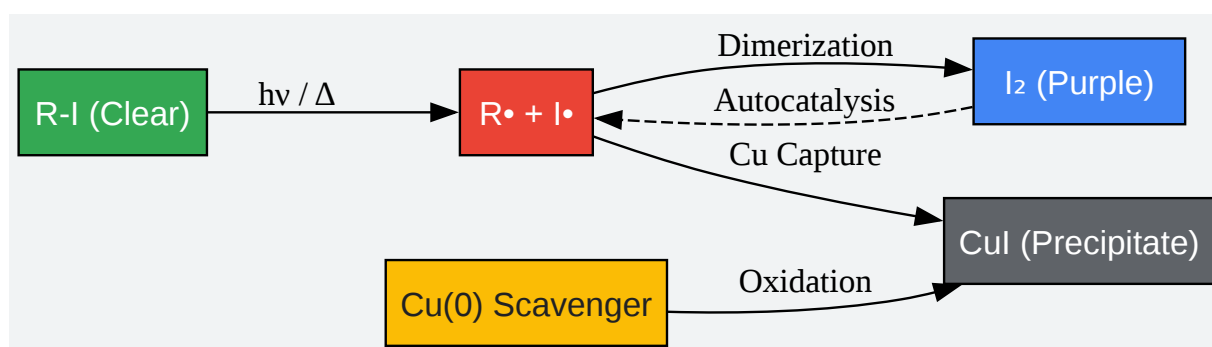 Dimerization
I₂ (Purple)
hν / Δ
R-I (Clear)
R• + I•
Autocatalysis
Cu Capture
CuI (Precipitate)
Oxidation
Cu(0) Scavenger